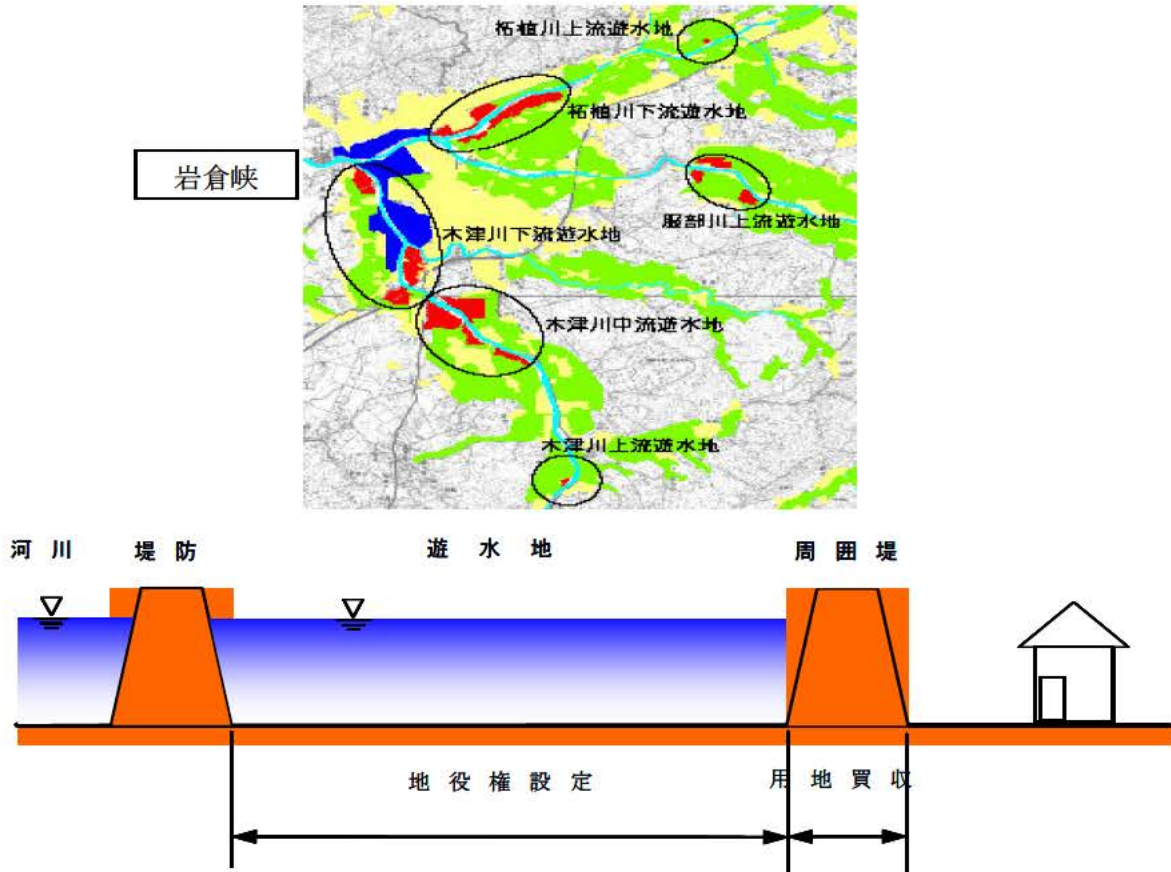 柘植川上流遊水地
柘植川下流遊水地
岩倉峡
服部川上流遊水地
木津川下流遊水地
木津川中流遊水地
木津川上流遊水地
河川 堤防 遊水地 周囲堤
地役権設定 用地買収